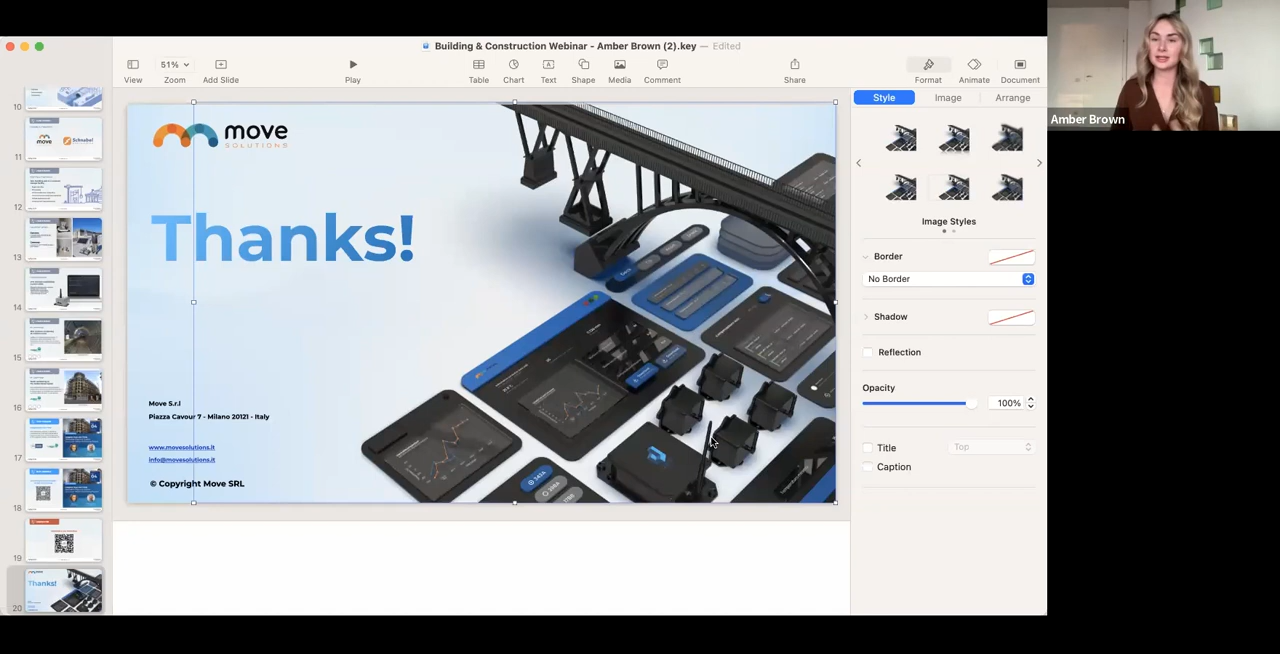 Building & Construction Webinar - Amber Brown (2).key — Edited
51%
View
Zoom
Add Slide
Play
Table
Chart
Text
Shape
Media
Comment
Share
Format
Animate
Document
Style
Image
Arrange
Amber Brown
10
11
12
13
14
15
16
17
18
19
20
move
SOLUTIONS
Thanks!
Move S.r.l
Piazza Cavour 7 - Milano 20121 - Italy
www.movesolutions.it
info@movesolutions.it
© Copyright Move SRL
move
Schnabel
Thanks!
Image Styles
Border
No Border
Shadow
Reflection
Opacity
100%
Title
Top
Caption